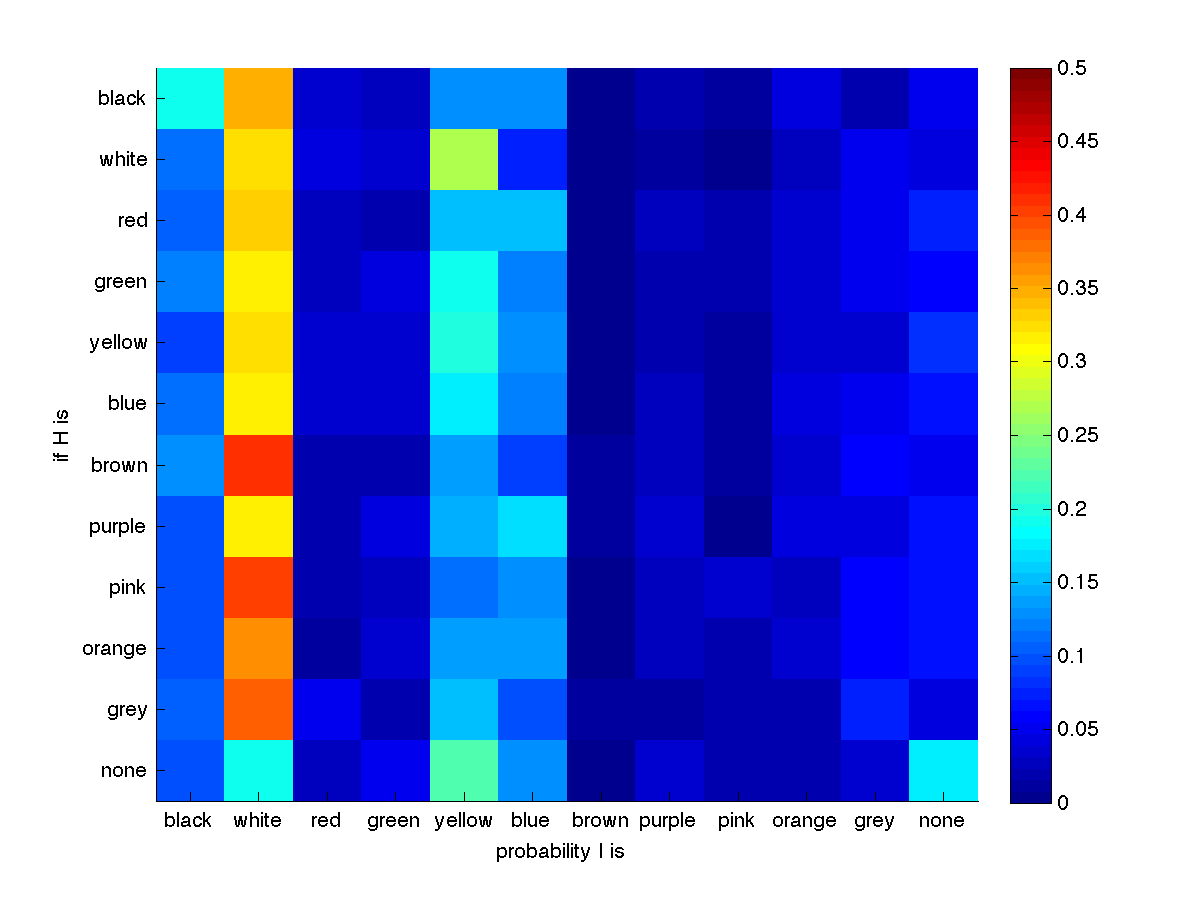 0.5
black
0.45
white
0.4
red
0.35
green
0.3
yellow
0.25
blue
if H is
0.2
brown
0.15
purple
0.1
pink
0.05
orange
grey
none
0
black white red green yellow blue brown purple pink orange grey none
probability I is